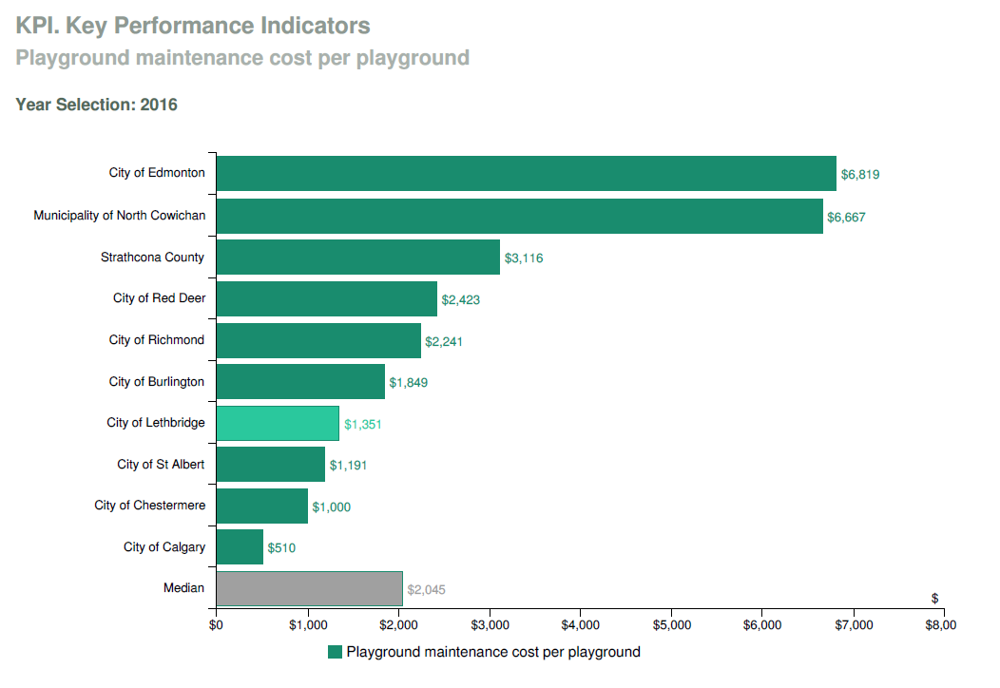 KPI. Key Performance Indicators
Playground maintenance cost per playground
Year Selection: 2016
City of Edmonton $6,819
Municipality of North Cowichan $6,667
Strathcona County $3,116
City of Red Deer $2,423
City of Richmond $2,241
City of Burlington $1,849
City of Lethbridge $1,351
City of St Albert $1,191
City of Chestermere $1,000
City of Calgary $510
Median $2,045
$
$0 $1,000 $2,000 $3,000 $4,000 $5,000 $6,000 $7,000 $8,00
Playground maintenance cost per playground